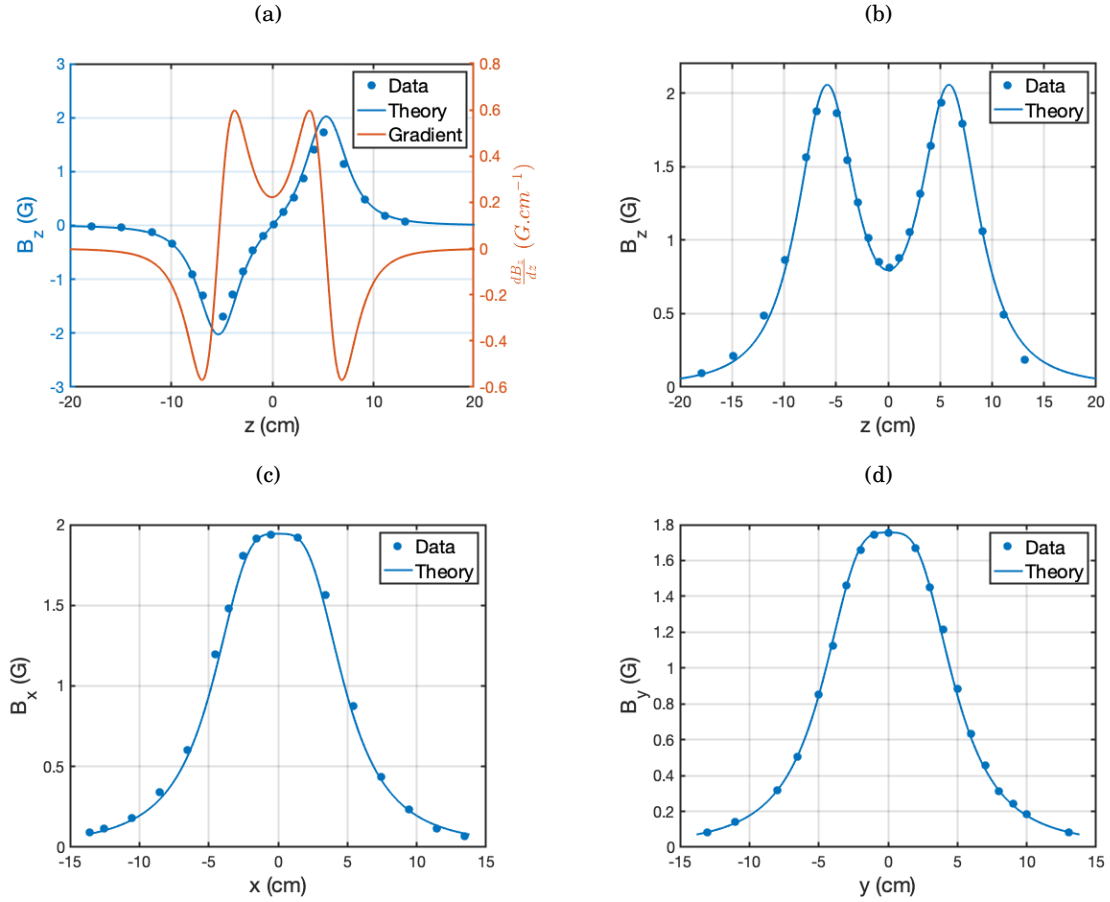 (a)
3
2
1
0
-1
-2
-3
B_z (G)
0.8
0.6
0.4
0.2
0
-0.2
-0.4
-0.6
dB_z/dz (G.cm^{-1})
Data
Theory
Gradient
-20 -10 0 10 20
z (cm)
(b)
2
1.5
1
0.5
0
B_z (G)
Data
Theory
-20 -15 -10 -5 0 5 10 15 20
z (cm)
(c)
2
1.5
1
0.5
0
B_x (G)
Data
Theory
-15 -10 -5 0 5 10 15
x (cm)
(d)
1.8
1.6
1.4
1.2
1
0.8
0.6
0.4
0.2
0
B_y (G)
Data
Theory
-15 -10 -5 0 5 10 15
y (cm)